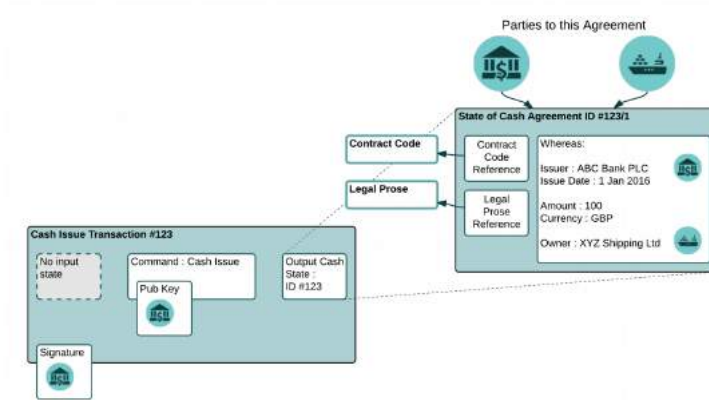 Parties to this Agreement
State of Cash Agreement ID #123/1
Contract Code
Contract
Code
Reference
Legal Prose
Legal
Prose
Reference
Whereas:
Issuer : ABC Bank PLC
Issue Date : 1 Jan 2016
Amount : 100
Currency : GBP
Owner : XYZ Shipping Ltd
Cash Issue Transaction #123
No input
state
Command : Cash Issue
Pub Key
Output Cash
State :
ID #123
Signature